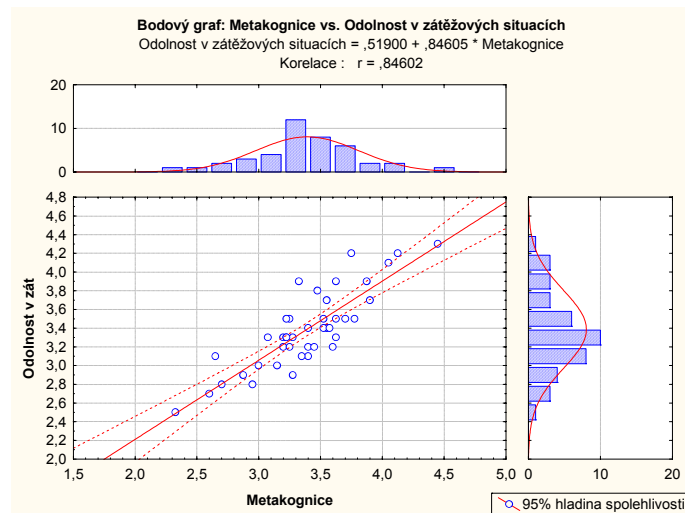 Bodový graf: Metakognice vs. Odolnost v zátěžových situacích
Odolnost v zátěžových situacích = ,51900 + ,84605 * Metakognice
Korelace : r = ,84602
20
10
0
1,5 2,0 2,5 3,0 3,5 4,0 4,5 5,0
Metakognice
4,8
4,6
4,4
4,2
4,0
3,8
3,6
3,4
3,2
3,0
2,8
2,6
2,4
2,2
2,0
Odolnost v zát
0 10 20
95% hladina spolehlivosti